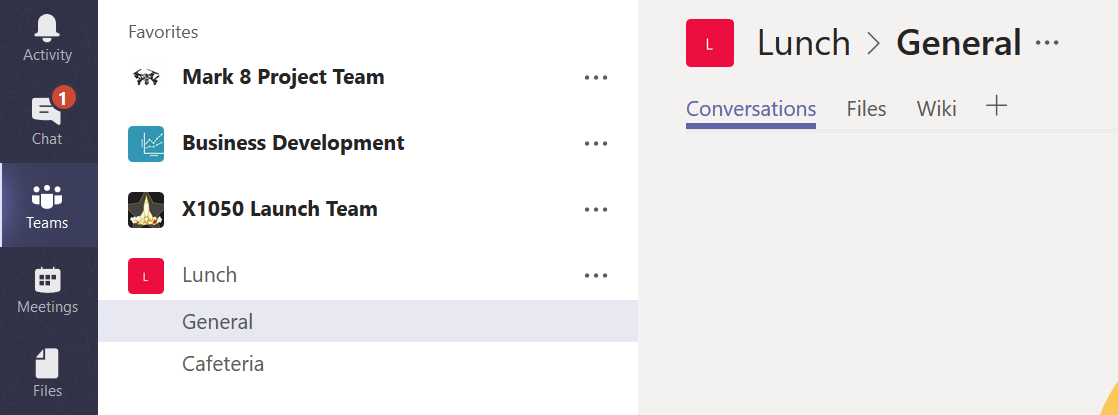 Activity
1
Chat
Teams
Meetings
Files
Favorites
Mark 8 Project Team
Business Development
X1050 Launch Team
L Lunch
General
Cafeteria
L Lunch > General
Conversations Files Wiki